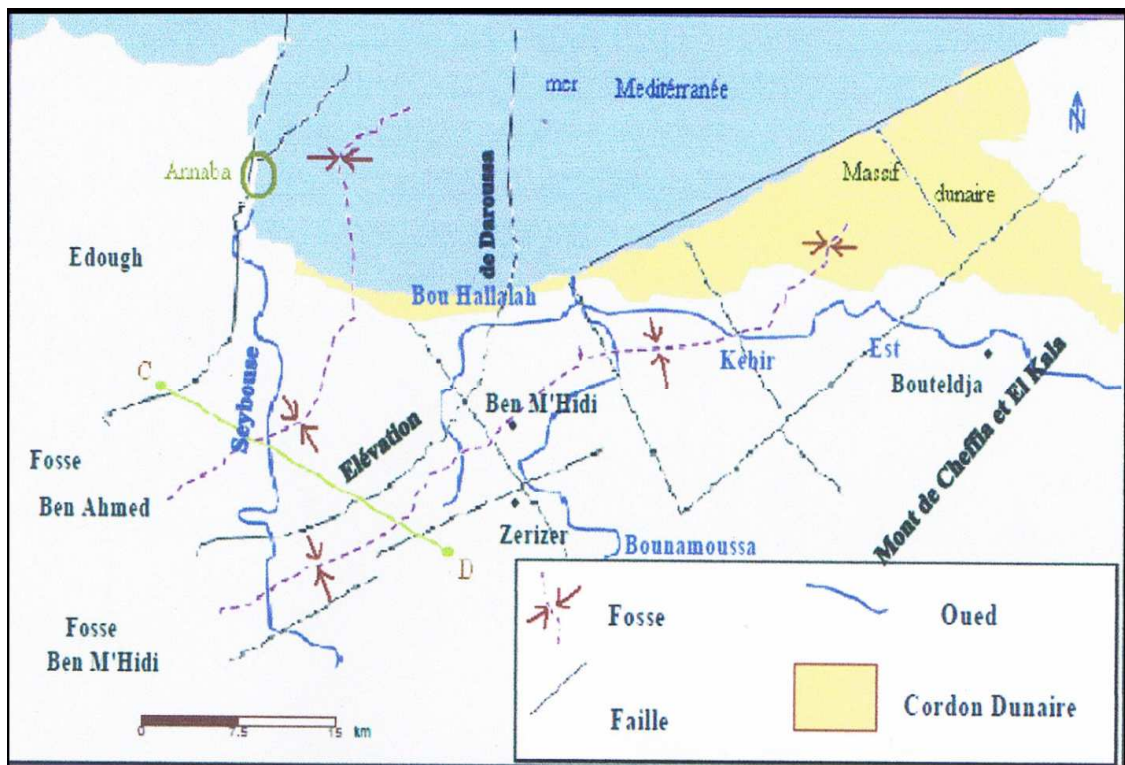 mer Meditérranée
N
Annaba
Massif
dunaire
de Daroussa
Edough
Bou Hallalah
Kebir
Est
Bouteldja
C
Seybouse
Elévation
Ben M'Hidi
Mont de Cheffia et El Kala
Fosse
Ben Ahmed
Zerizer
Bounamoussa
D
Fosse
Ben M'Hidi
Fosse
Oued
Faille
Cordon Dunaire
0 7.5 15 km